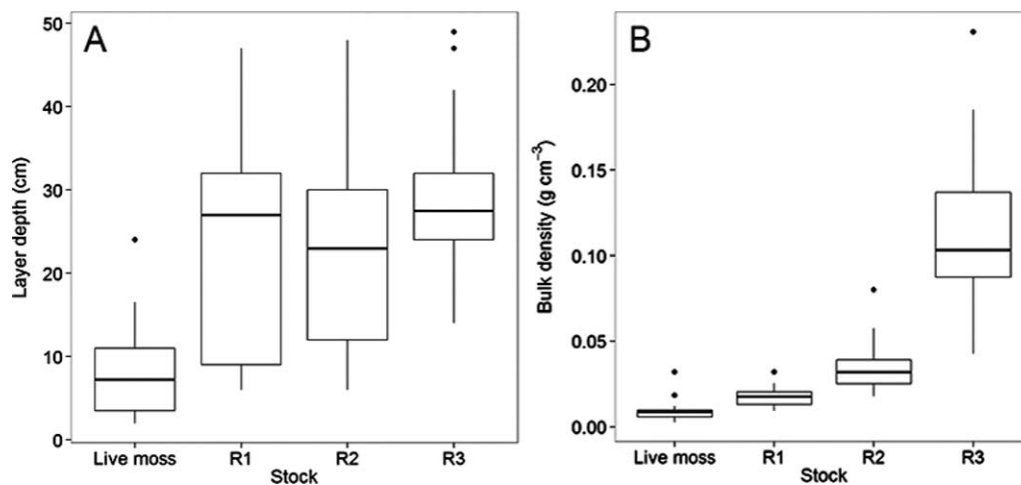 A
Layer depth (cm)
50
40
30
20
10
0
Live moss R1 R2 R3
Stock
B
Bulk density (g cm⁻³)
0.20
0.15
0.10
0.05
0.00
Live moss R1 R2 R3
Stock